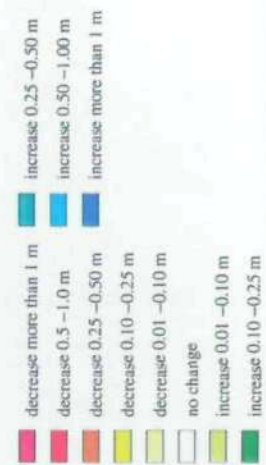 decrease more than 1 m
decrease 0.5 –1.0 m
decrease 0.25 –0.50 m
decrease 0.10 –0.25 m
decrease 0.01 –0.10 m
no change
increase 0.01 –0.10 m
increase 0.10 –0.25 m
increase 0.25 –0.50 m
increase 0.50 –1.00 m
increase more than 1 m